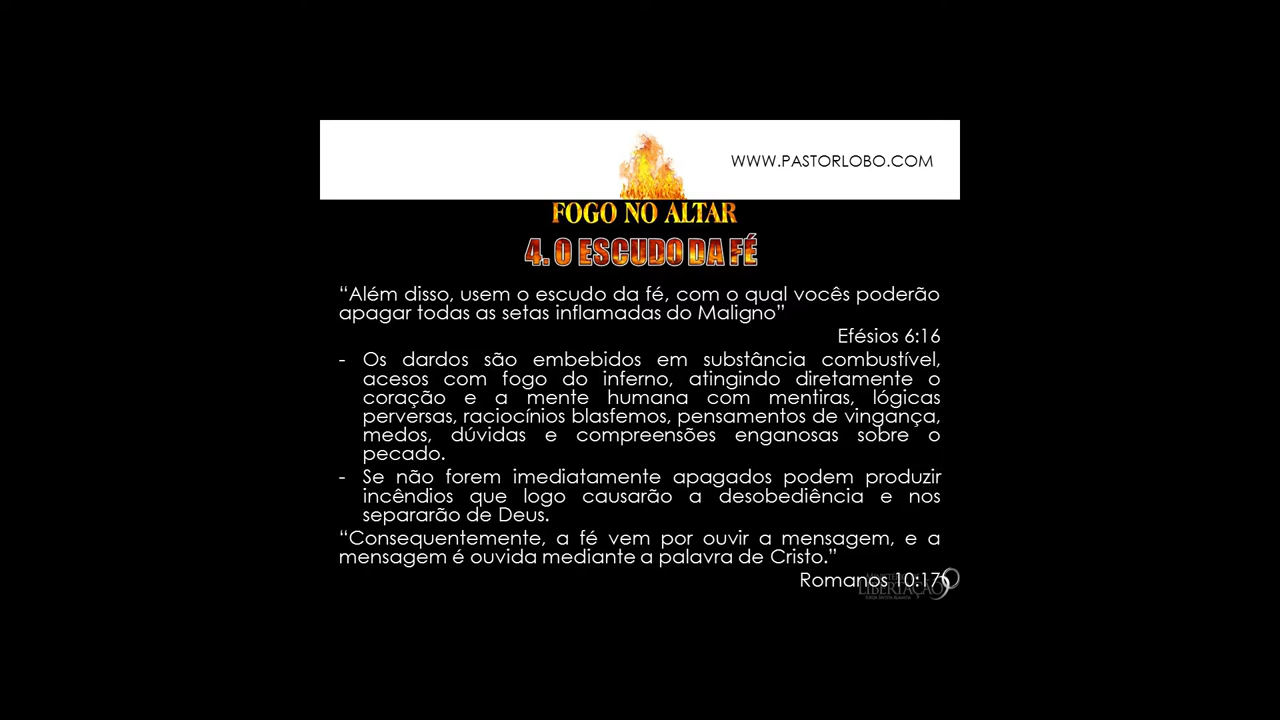 WWW.PASTORLOBO.COM
FOGO NO ALTAR
4. O ESCUDO DA FÉ
“Além disso, usem o escudo da fé, com o qual vocês poderão
apagar todas as setas inflamadas do Maligno”
Efésios 6:16
- Os dardos são embebidos em substância combustível,
acesos com fogo do inferno, atingindo diretamente o
coração e a mente humana com mentiras, lógicas
perversas, raciocínios blasfemos, pensamentos de vingança,
medos, dúvidas e compreensões enganosas sobre o
pecado.
- Se não forem imediatamente apagados podem produzir
incêndios que logo causarão a desobediência e nos
separarão de Deus.
“Consequentemente, a fé vem por ouvir a mensagem, e a
mensagem é ouvida mediante a palavra de Cristo.”
Romanos 10:17
LIBERTAÇÃO